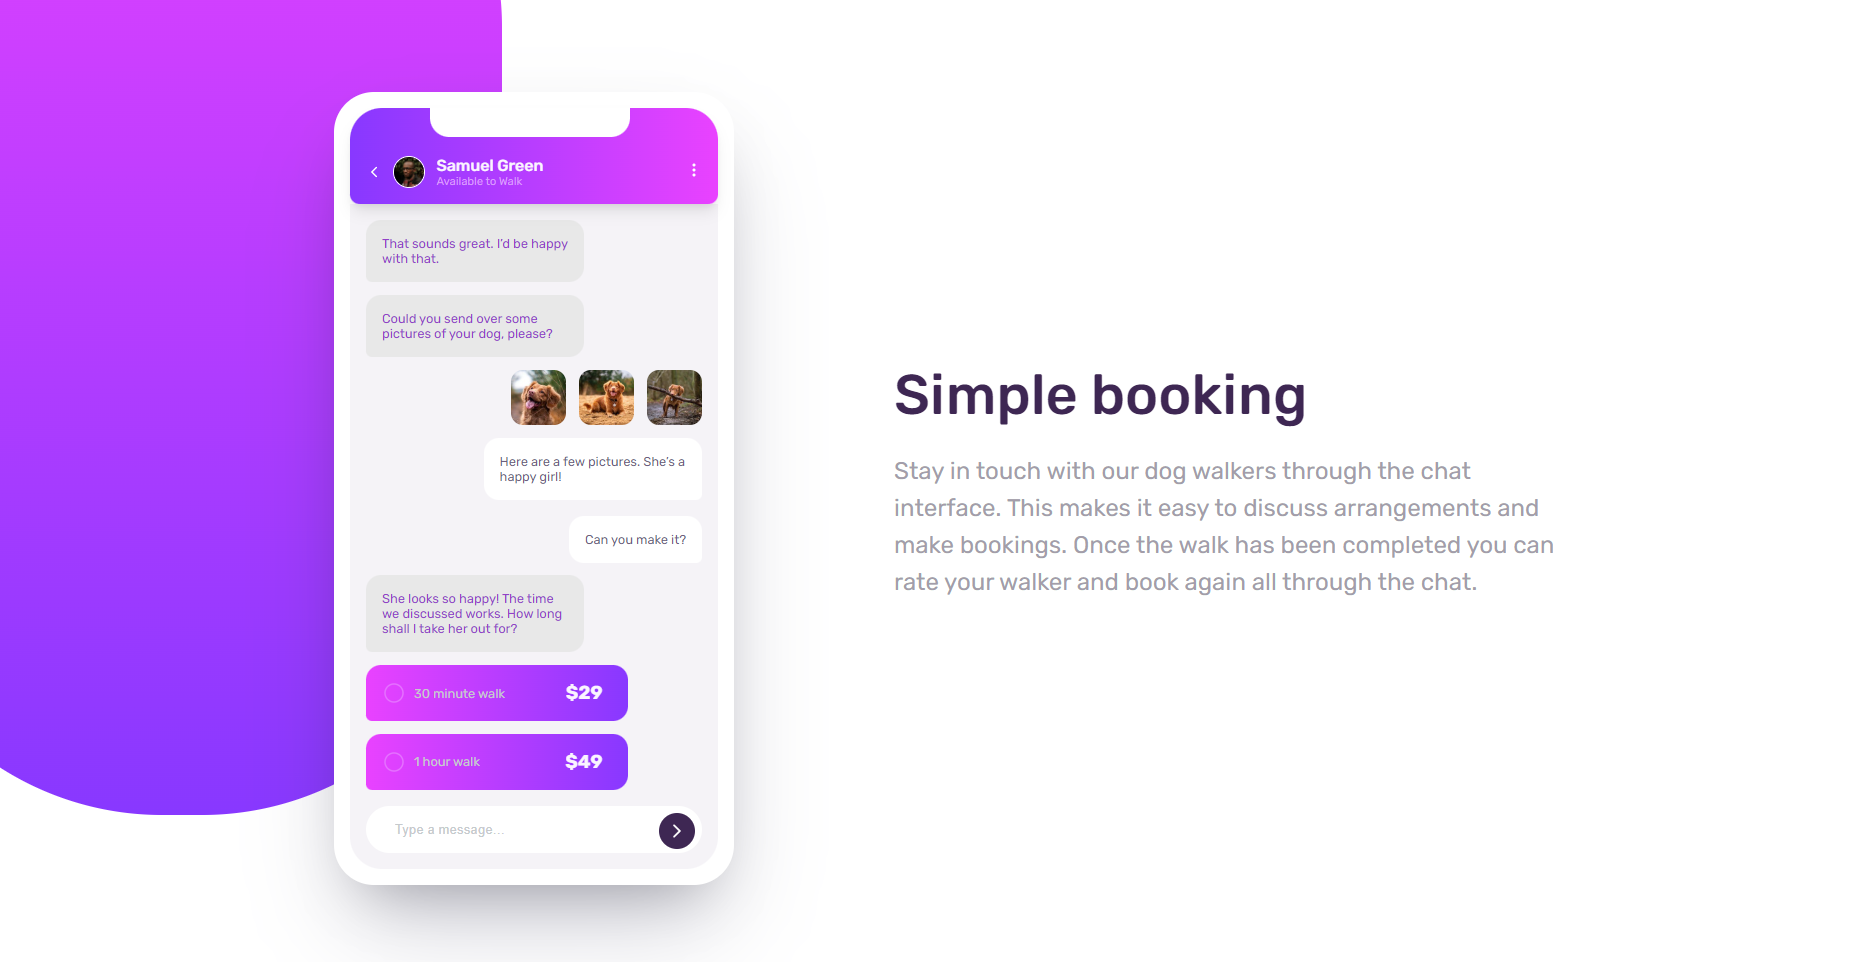 Samuel Green
Available to Walk
That sounds great. I’d be happy
with that.
Could you send over some
pictures of your dog, please?
Here are a few pictures. She’s a
happy girl!
Can you make it?
She looks so happy! The time
we discussed works. How long
shall I take her out for?
30 minute walk $29
1 hour walk $49
Type a message...
Simple booking
Stay in touch with our dog walkers through the chat
interface. This makes it easy to discuss arrangements and
make bookings. Once the walk has been completed you can
rate your walker and book again all through the chat.